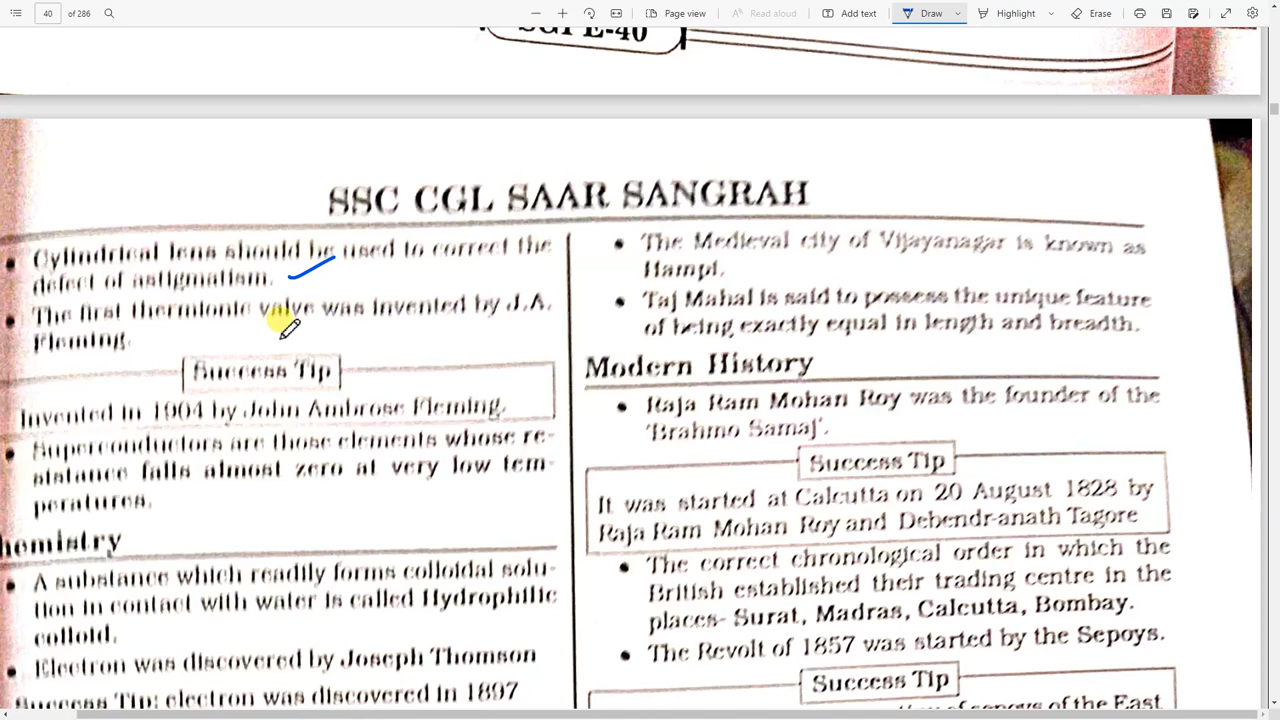 40 of 286 Page view Read aloud Add text Draw Highlight Erase
SGPE-40
SSC CGL SAAR SANGRAH
• Cylindrical lens should be used to correct the
defect of astigmatism.
• The first thermionic valve was invented by J.A.
Fleming.
Success Tip
Invented in 1904 by John Ambrose Fleming.
• Superconductors are those elements whose re-
sistance falls almost zero at very low tem-
peratures.
hemistry
• A substance which readily forms colloidal solu-
tion in contact with water is called Hydrophilic
colloid.
• Electron was discovered by Joseph Thomson
Success Tip: electron was discovered in 1897
• The Medieval city of Vijayanagar is known as
Hampi.
• Taj Mahal is said to possess the unique feature
of being exactly equal in length and breadth.
Modern History
• Raja Ram Mohan Roy was the founder of the
'Brahmo Samaj'.
Success Tip
It was started at Calcutta on 20 August 1828 by
Raja Ram Mohan Roy and Debendr-anath Tagore
• The correct chronological order in which the
British established their trading centre in the
places- Surat, Madras, Calcutta, Bombay.
• The Revolt of 1857 was started by the Sepoys.
Success Tip
of sepoys of the East